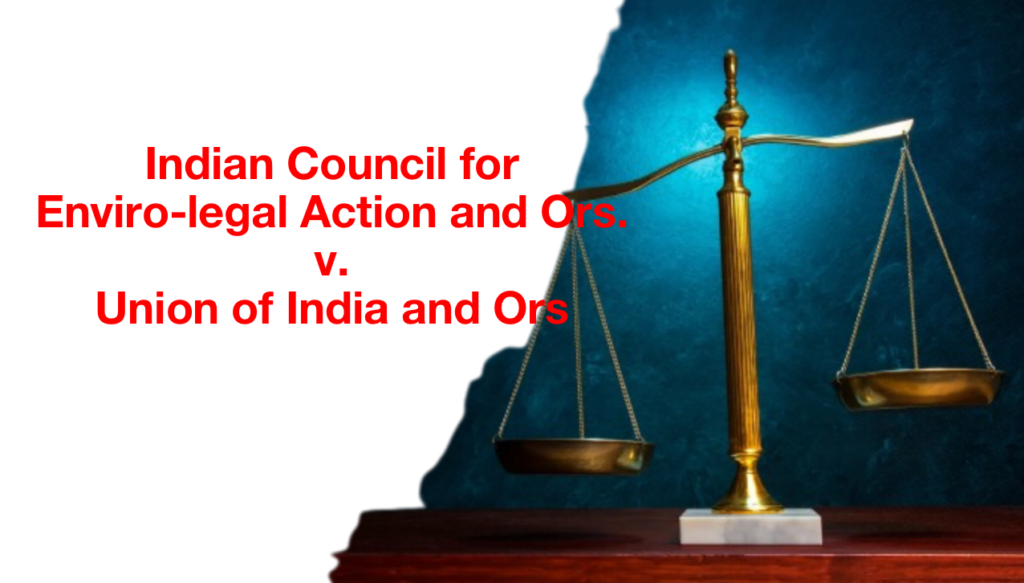 Indian Council for
Enviro-legal Action and Ors.
v.
Union of India and Ors